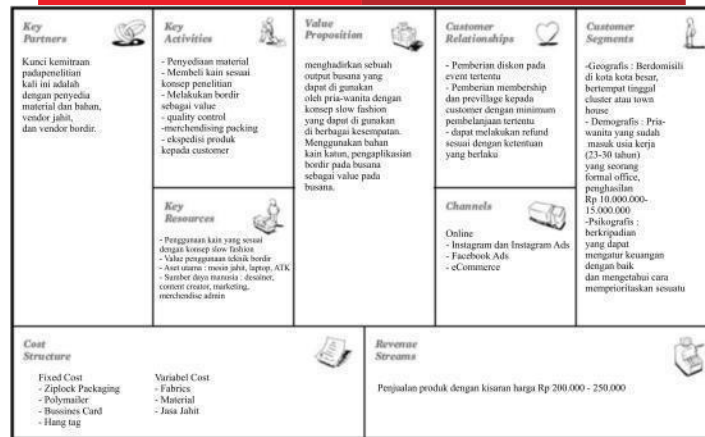 Key
Partners
Kunci kemitraan
padapenelitian
kali ini adalah
dengan penyedia
material dan bahan,
vendor jahit,
dan vendor bordir.
Key
Activities
- Penyediaan material
- Membeli kain sesuai
konsep penelitian
- Melakukan bordir
sebagai value
- quality control
-merchendising packing
- ekspedisi produk
kepada customer
Key
Resources
- Penggunaan kain yang sesuai
dengan konsep slow fashion
- Value penggunaan teknik bordir
- Aset utama : mesin jahit, laptop, ATK
- Sumber daya manusia : desainer,
content creator, marketing,
merchendise admin
Value
Proposition
menghadirkan sebuah
output busana yang
dapat di gunakan
oleh pria-wanita dengan
konsep slow fashion
yang dapat di gunakan
di berbagai kesempatan.
Menggunakan bahan
kain katun, pengaplikasian
bordir pada busana
sebagai value pada
busana.
Customer
Relationships
- Pemberian diskon pada
event tertentu
- Pemberian membership
dan previllage kepada
customer dengan minimum
pembelanjaan tertentu
- dapat melakukan refund
sesuai dengan ketentuan
yang berlaku
Channels
Online
- Instagram dan Instagram Ads
- Facebook Ads
- eCommerce
Customer
Segments
-Geografis : Berdomisili
di kota kota besar,
bertempat tinggal
cluster atau town
house
- Demografis : Pria-
wanita yang sudah
masuk usia kerja
(23-30 tahun)
yang seorang
formal office,
penghasilan
Rp 10.000.000-
15.000.000
-Psikografis :
berkripadian
yang dapat
mengatur keuangan
dengan baik
dan mengetahui cara
memprioritaskan sesuatu
Cost
Structure
Fixed Cost
- Ziplock Packaging
- Polymailer
- Bussines Card
- Hang tag
Variabel Cost
- Fabrics
- Material
- Jasa Jahit
Revenue
Streams
Penjualan produk dengan kisaran harga Rp 200.000 - 250.000